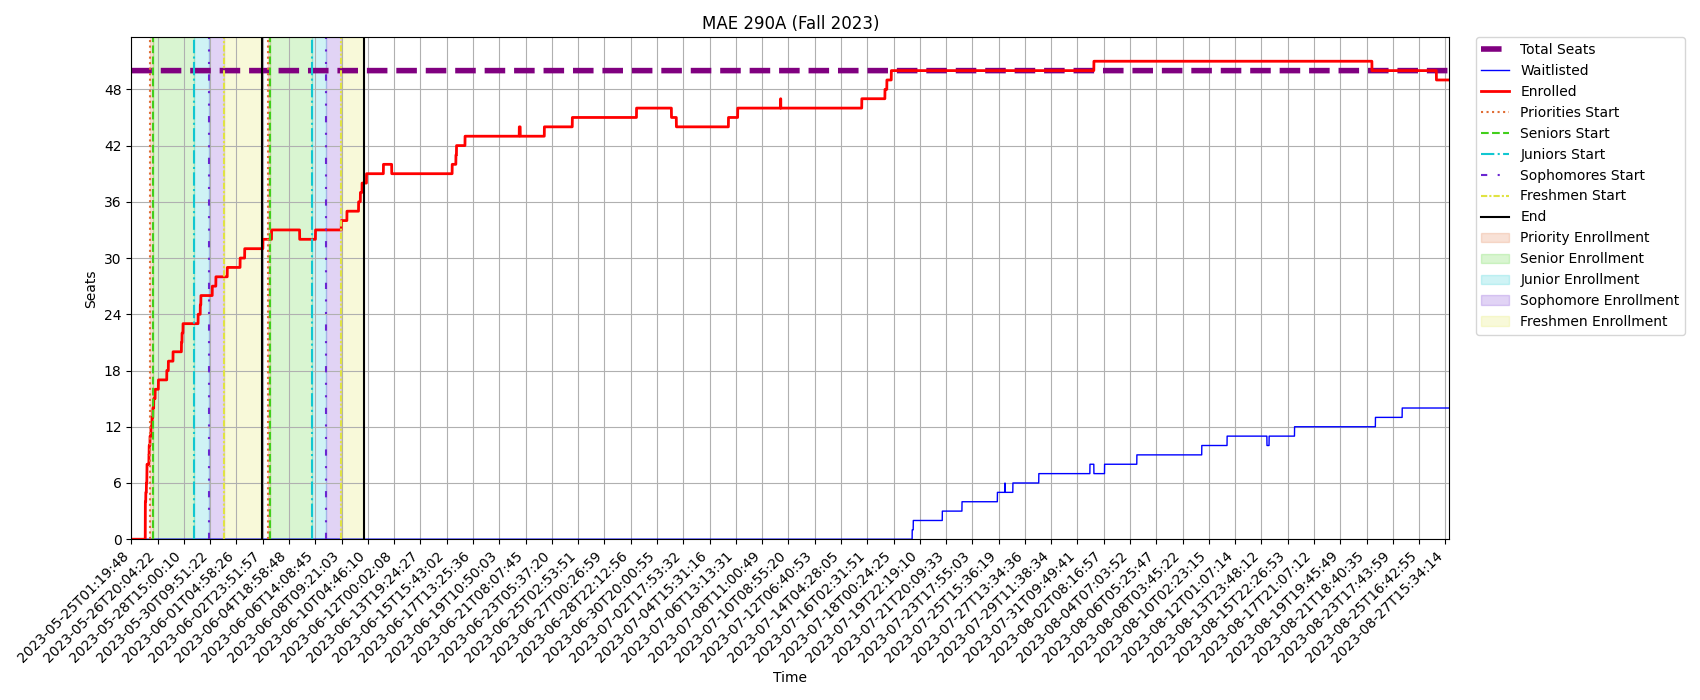 MAE 290A (Fall 2023)
Total Seats
Waitlisted
Enrolled
Priorities Start
Seniors Start
Juniors Start
Sophomores Start
Freshmen Start
End
Priority Enrollment
Senior Enrollment
Junior Enrollment
Sophomore Enrollment
Freshmen Enrollment
Seats
48
42
36
30
24
18
12
6
0
2023-05-25T01:19:48
2023-05-26T20:04:22
2023-05-28T15:00:10
2023-05-30T09:51:22
2023-06-01T04:58:26
2023-06-02T23:51:57
2023-06-04T18:58:48
2023-06-06T14:08:45
2023-06-08T09:21:03
2023-06-10T04:46:10
2023-06-12T00:02:08
2023-06-13T19:24:27
2023-06-15T15:43:02
2023-06-17T13:25:36
2023-06-19T10:50:03
2023-06-21T08:07:45
2023-06-23T05:37:20
2023-06-25T02:53:51
2023-06-27T00:26:59
2023-06-28T22:12:56
2023-06-30T20:00:55
2023-07-02T17:53:32
2023-07-04T15:31:16
2023-07-06T13:13:31
2023-07-08T11:00:49
2023-07-10T08:55:20
2023-07-12T06:40:53
2023-07-14T04:28:05
2023-07-16T02:31:51
2023-07-18T00:24:25
2023-07-19T22:19:10
2023-07-21T20:09:33
2023-07-23T17:55:03
2023-07-25T15:36:19
2023-07-27T13:34:36
2023-07-29T11:38:34
2023-07-31T09:49:41
2023-08-02T08:16:57
2023-08-04T07:03:52
2023-08-06T05:25:47
2023-08-08T03:45:22
2023-08-10T02:23:15
2023-08-12T01:07:14
2023-08-13T23:48:12
2023-08-15T22:26:53
2023-08-17T21:07:12
2023-08-19T19:45:49
2023-08-21T18:40:35
2023-08-23T17:43:59
2023-08-25T16:42:55
2023-08-27T15:34:14
Time